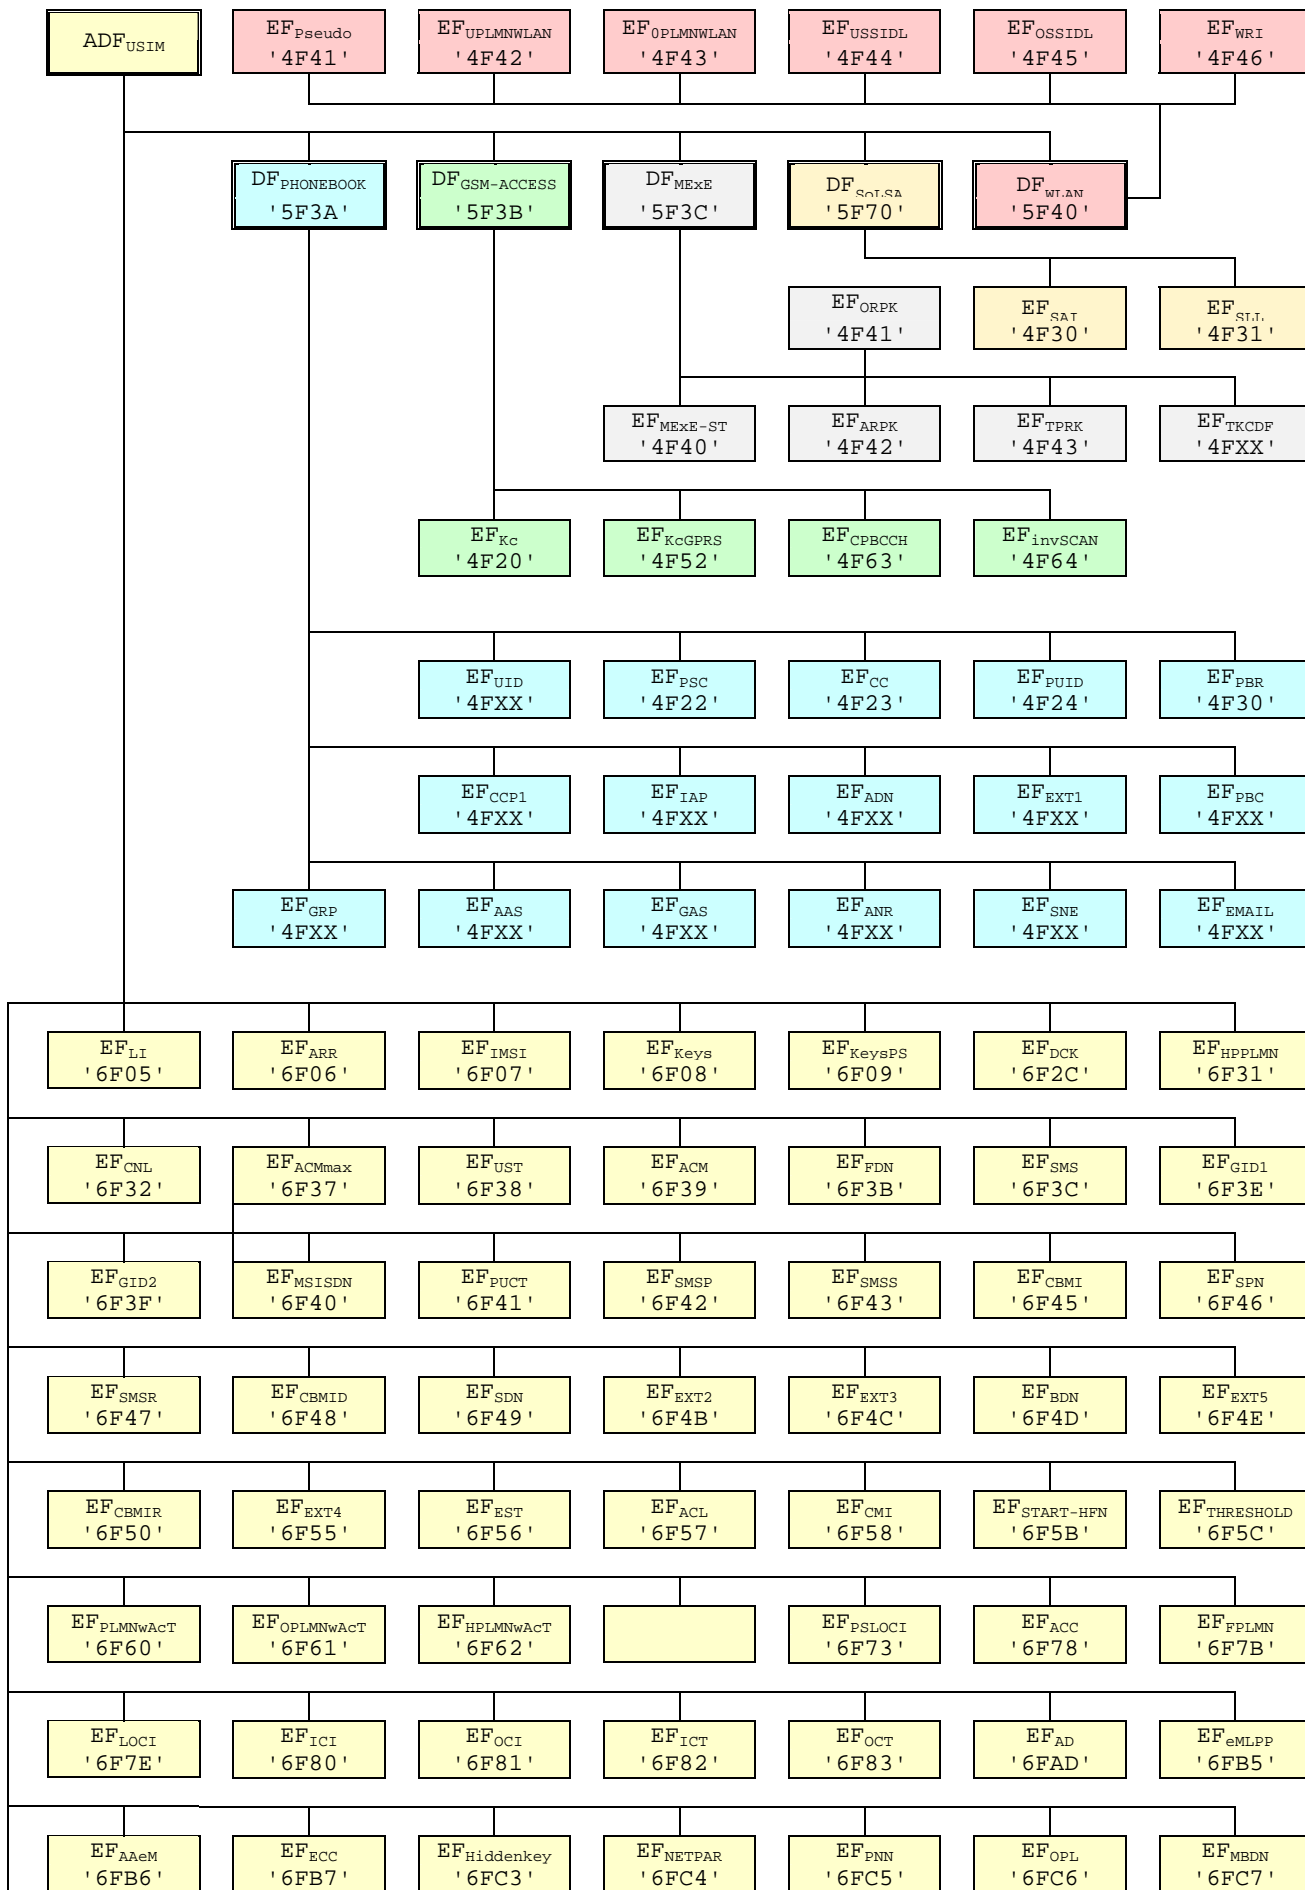 ADFUSIM
EFPseudo
'4F41'
EFUPLMNWLAN
'4F42'
EF0PLMNWLAN
'4F43'
EFUSSIDL
'4F44'
EFOSSIDL
'4F45'
EFWRI
'4F46'
DFPHONEBOOK
'5F3A'
DFGSM-ACCESS
'5F3B'
DFMExE
'5F3C'
DFSoLSA
'5F70'
DFWLAN
'5F40'
EFORPK
'4F41'
EFSAI
'4F30'
EFSLL
'4F31'
EFMExE-ST
'4F40'
EFARPK
'4F42'
EFTPRK
'4F43'
EFTKCDF
'4FXX'
EFKc
'4F20'
EFKcGPRS
'4F52'
EFCPBCCH
'4F63'
EFinvSCAN
'4F64'
EFUID
'4FXX'
EFPSC
'4F22'
EFCC
'4F23'
EFPUID
'4F24'
EFPBR
'4F30'
EFCCP1
'4FXX'
EFIAP
'4FXX'
EFADN
'4FXX'
EFEXT1
'4FXX'
EFPBC
'4FXX'
EFGRP
'4FXX'
EFAAS
'4FXX'
EFGAS
'4FXX'
EFANR
'4FXX'
EFSNE
'4FXX'
EFEMAIL
'4FXX'
EFLI
'6F05'
EFARR
'6F06'
EFIMSI
'6F07'
EFKeys
'6F08'
EFKeysPS
'6F09'
EFDCK
'6F2C'
EFHPPLMN
'6F31'
EFCNL
'6F32'
EFACMmax
'6F37'
EFUST
'6F38'
EFACM
'6F39'
EFFDN
'6F3B'
EFSMS
'6F3C'
EFGID1
'6F3E'
EFGID2
'6F3F'
EFMSISDN
'6F40'
EFPUCT
'6F41'
EFSMSP
'6F42'
EFSMSS
'6F43'
EFCBMI
'6F45'
EFSPN
'6F46'
EFSMSR
'6F47'
EFCBMID
'6F48'
EFSDN
'6F49'
EFEXT2
'6F4B'
EFEXT3
'6F4C'
EFBDN
'6F4D'
EFEXT5
'6F4E'
EFCBMIR
'6F50'
EFEXT4
'6F55'
EFEST
'6F56'
EFACL
'6F57'
EFCMI
'6F58'
EFSTART-HFN
'6F5B'
EFTHRESHOLD
'6F5C'
EFPLMNwAcT
'6F60'
EFOPLMNwAcT
'6F61'
EFHPLMNwAcT
'6F62'
EFPSLOCI
'6F73'
EFACC
'6F78'
EFFPLMN
'6F7B'
EFLOCI
'6F7E'
EFICI
'6F80'
EFOCI
'6F81'
EFICT
'6F82'
EFOCT
'6F83'
EFAD
'6FAD'
EFeMLPP
'6FB5'
EFAAeM
'6FB6'
EFECC
'6FB7'
EFHiddenkey
'6FC3'
EFNETPAR
'6FC4'
EFPNN
'6FC5'
EFOPL
'6FC6'
EFMBDN
'6FC7'